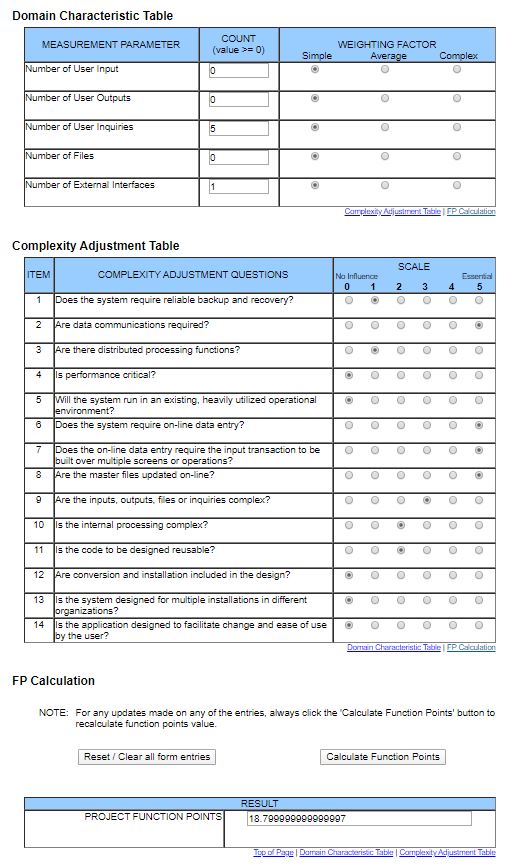 Domain Characteristic Table
MEASUREMENT PARAMETER
COUNT
(value >= 0)
WEIGHTING FACTOR
Simple Average Complex
Number of User Input 0
Number of User Outputs 0
Number of User Inquiries 5
Number of Files 0
Number of External Interfaces 1
Complexity Adjustment Table | FP Calculation
Complexity Adjustment Table
ITEM COMPLEXITY ADJUSTMENT QUESTIONS
SCALE
No Influence Essential
0 1 2 3 4 5
1 Does the system require reliable backup and recovery?
2 Are data communications required?
3 Are there distributed processing functions?
4 Is performance critical?
5 Will the system run in an existing, heavily utilized operational
environment?
6 Does the system require on-line data entry?
7 Does the on-line data entry require the input transaction to be
built over multiple screens or operations?
8 Are the master files updated on-line?
9 Are the inputs, outputs, files or inquiries complex?
10 Is the internal processing complex?
11 Is the code to be designed reusable?
12 Are conversion and installation included in the design?
13 Is the system designed for multiple installations in different
organizations?
14 Is the application designed to facilitate change and ease of use
by the user?
Domain Characteristic Table | FP Calculation
FP Calculation
NOTE: For any updates made on any of the entries, always click the 'Calculate Function Points' button to
recalculate function points value.
Reset / Clear all form entries Calculate Function Points
RESULT
PROJECT FUNCTION POINTS 18.799999999999997
Top of Page | Domain Characteristic Table | Complexity Adjustment Table